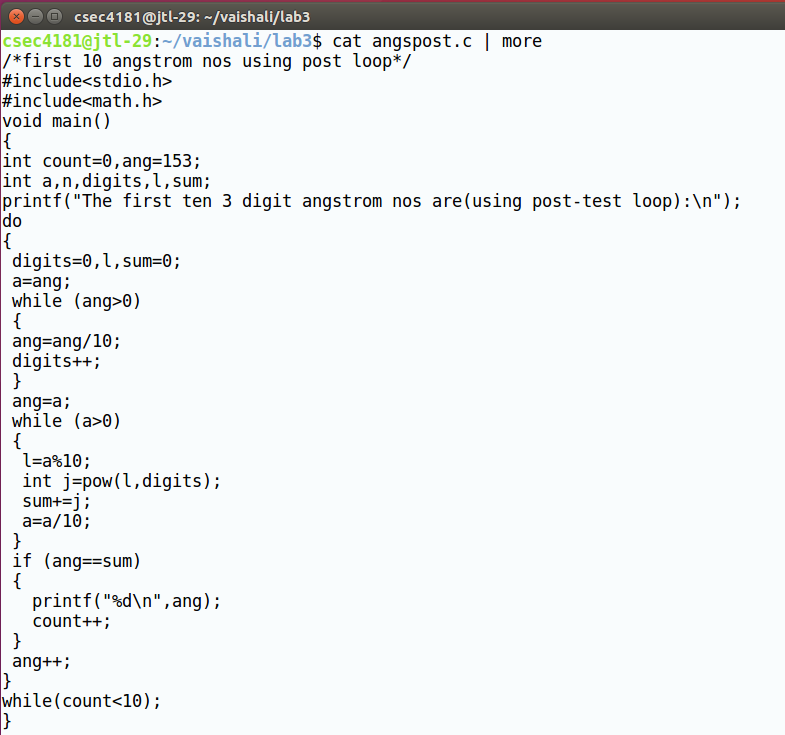 csec4181@jtl-29: ~/vaishali/lab3
csec4181@jtl-29:~/vaishali/lab3$ cat angspost.c | more
/*first 10 angstrom nos using post loop*/
#include<stdio.h>
#include<math.h>
void main()
{
int count=0,ang=153;
int a,n,digits,l,sum;
printf("The first ten 3 digit angstrom nos are(using post-test loop):\n");
do
{
 digits=0,l,sum=0;
 a=ang;
 while (ang>0)
 {
 ang=ang/10;
 digits++;
 }
 ang=a;
 while (a>0)
 {
  l=a%10;
  int j=pow(l,digits);
  sum+=j;
  a=a/10;
 }
 if (ang==sum)
 {
   printf("%d\n",ang);
   count++;
 }
 ang++;
}
while(count<10);
}